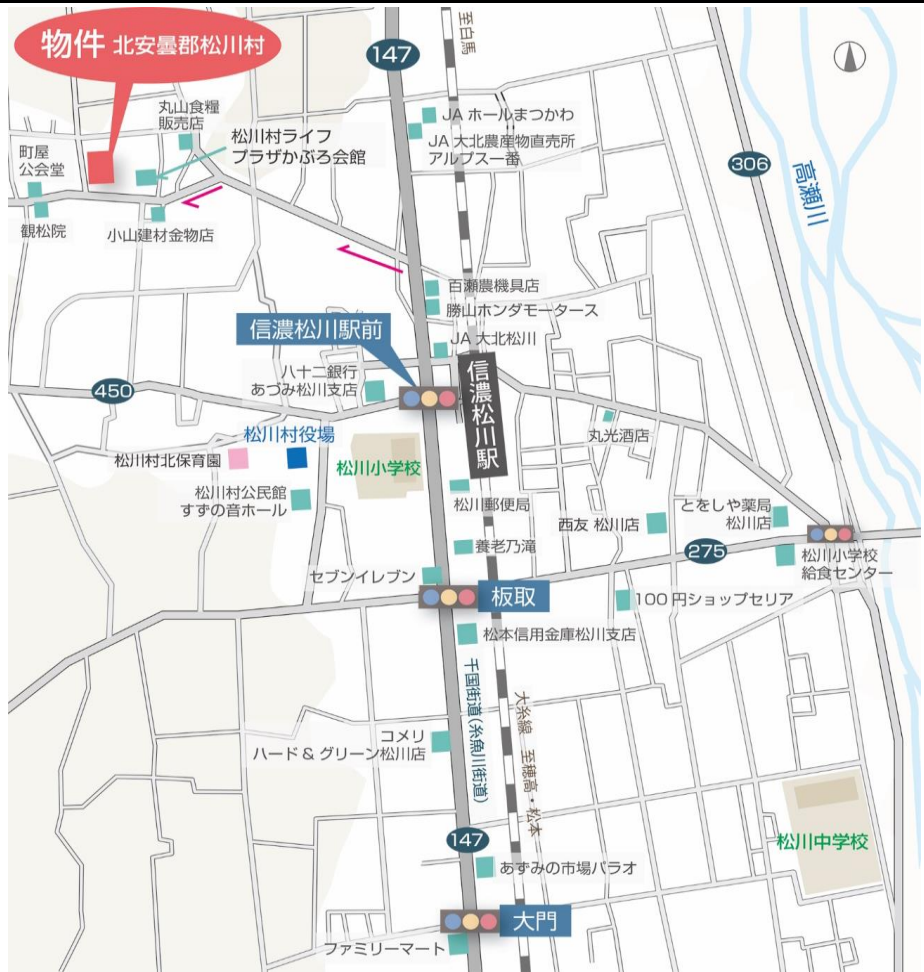 物件 北安曇郡松川村
147
至白馬
丸山食糧
販売店
松川村ライフ
プラザかぶろ会館
JA ホールまつかわ
JA 大北農産物直売所
アルプス一番
町屋
公会堂
306
高瀬川
観松院
小山建材金物店
百瀬農機具店
勝山ホンダモータース
信濃松川駅前
JA 大北松川
八十二銀行
あづみ松川支店
信濃松川駅
450
丸光酒店
松川村役場
松川村北保育園
松川小学校
松川村公民館
すずの音ホール
松川郵便局
西友 松川店
とをしや薬局
松川店
養老乃滝
275
松川小学校
給食センター
セブンイレブン
板取
100 円ショップセリア
松本信用金庫松川支店
千国街道(糸魚川街道)
大糸線 至穂高・松本
コメリ
ハード & グリーン松川店
147
松川中学校
あずみの市場パラオ
大門
ファミリーマート